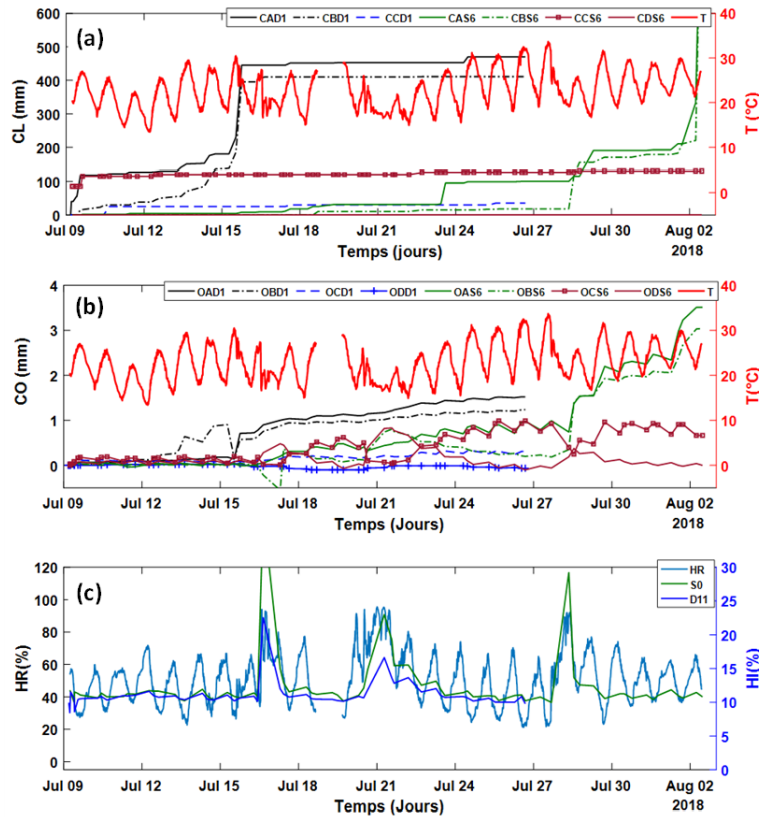 CAD1 CBD1 CCD1 CAS6 CBS6 CCS6 CDS6 T
(a)
CL (mm)
600
500
400
300
200
100
0
T (°C)
40
30
20
10
0
Jul 09 Jul 12 Jul 15 Jul 18 Jul 21 Jul 24 Jul 27 Jul 30 Aug 02
Temps (jours)
2018
OAD1 OBD1 OCD1 ODD1 OAS6 OBS6 OCS6 ODS6 T
(b)
CO (mm)
4
3
2
1
0
T(°C)
40
30
20
10
0
Jul 09 Jul 12 Jul 15 Jul 18 Jul 21 Jul 24 Jul 27 Jul 30 Aug 02
Temps (Jours)
2018
HR
S0
D11
(c)
HR(%)
120
100
80
60
40
20
0
HI(%)
30
25
20
15
10
5
0
Jul 09 Jul 12 Jul 15 Jul 18 Jul 21 Jul 24 Jul 27 Jul 30 Aug 02
Temps (Jours)
2018